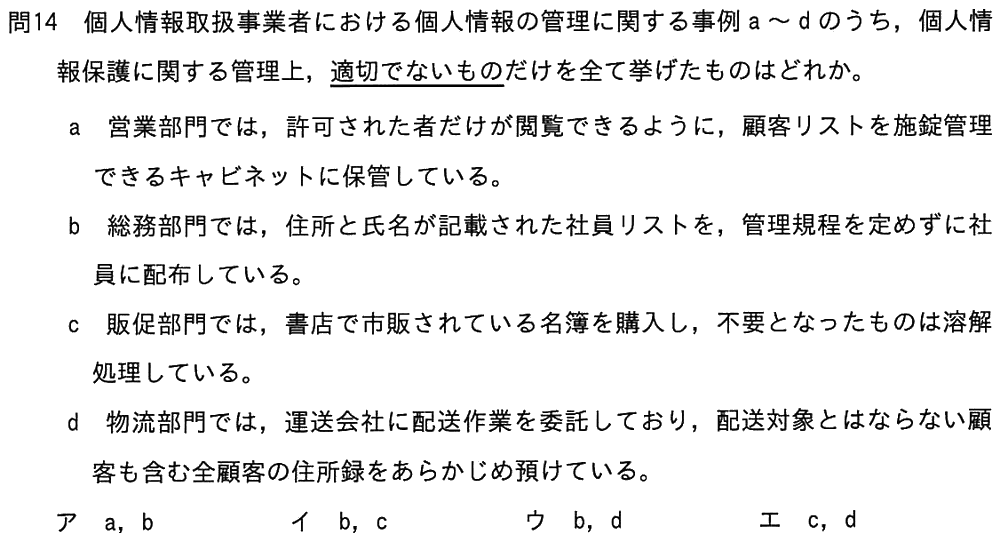 問14 個人情報取扱事業者における個人情報の管理に関する事例 a ～ d のうち，個人情
報保護に関する管理上，適切でないものだけを全て挙げたものはどれか。
a 営業部門では，許可された者だけが閲覧できるように，顧客リストを施錠管理
できるキャビネットに保管している。
b 総務部門では，住所と氏名が記載された社員リストを，管理規程を定めずに社
員に配布している。
c 販促部門では，書店で市販されている名簿を購入し，不要となったものは溶解
処理している。
d 物流部門では，運送会社に配送作業を委託しており，配送対象とはならない顧
客も含む全顧客の住所録をあらかじめ預けている。
ア a，b イ b，c ウ b，d エ c，d